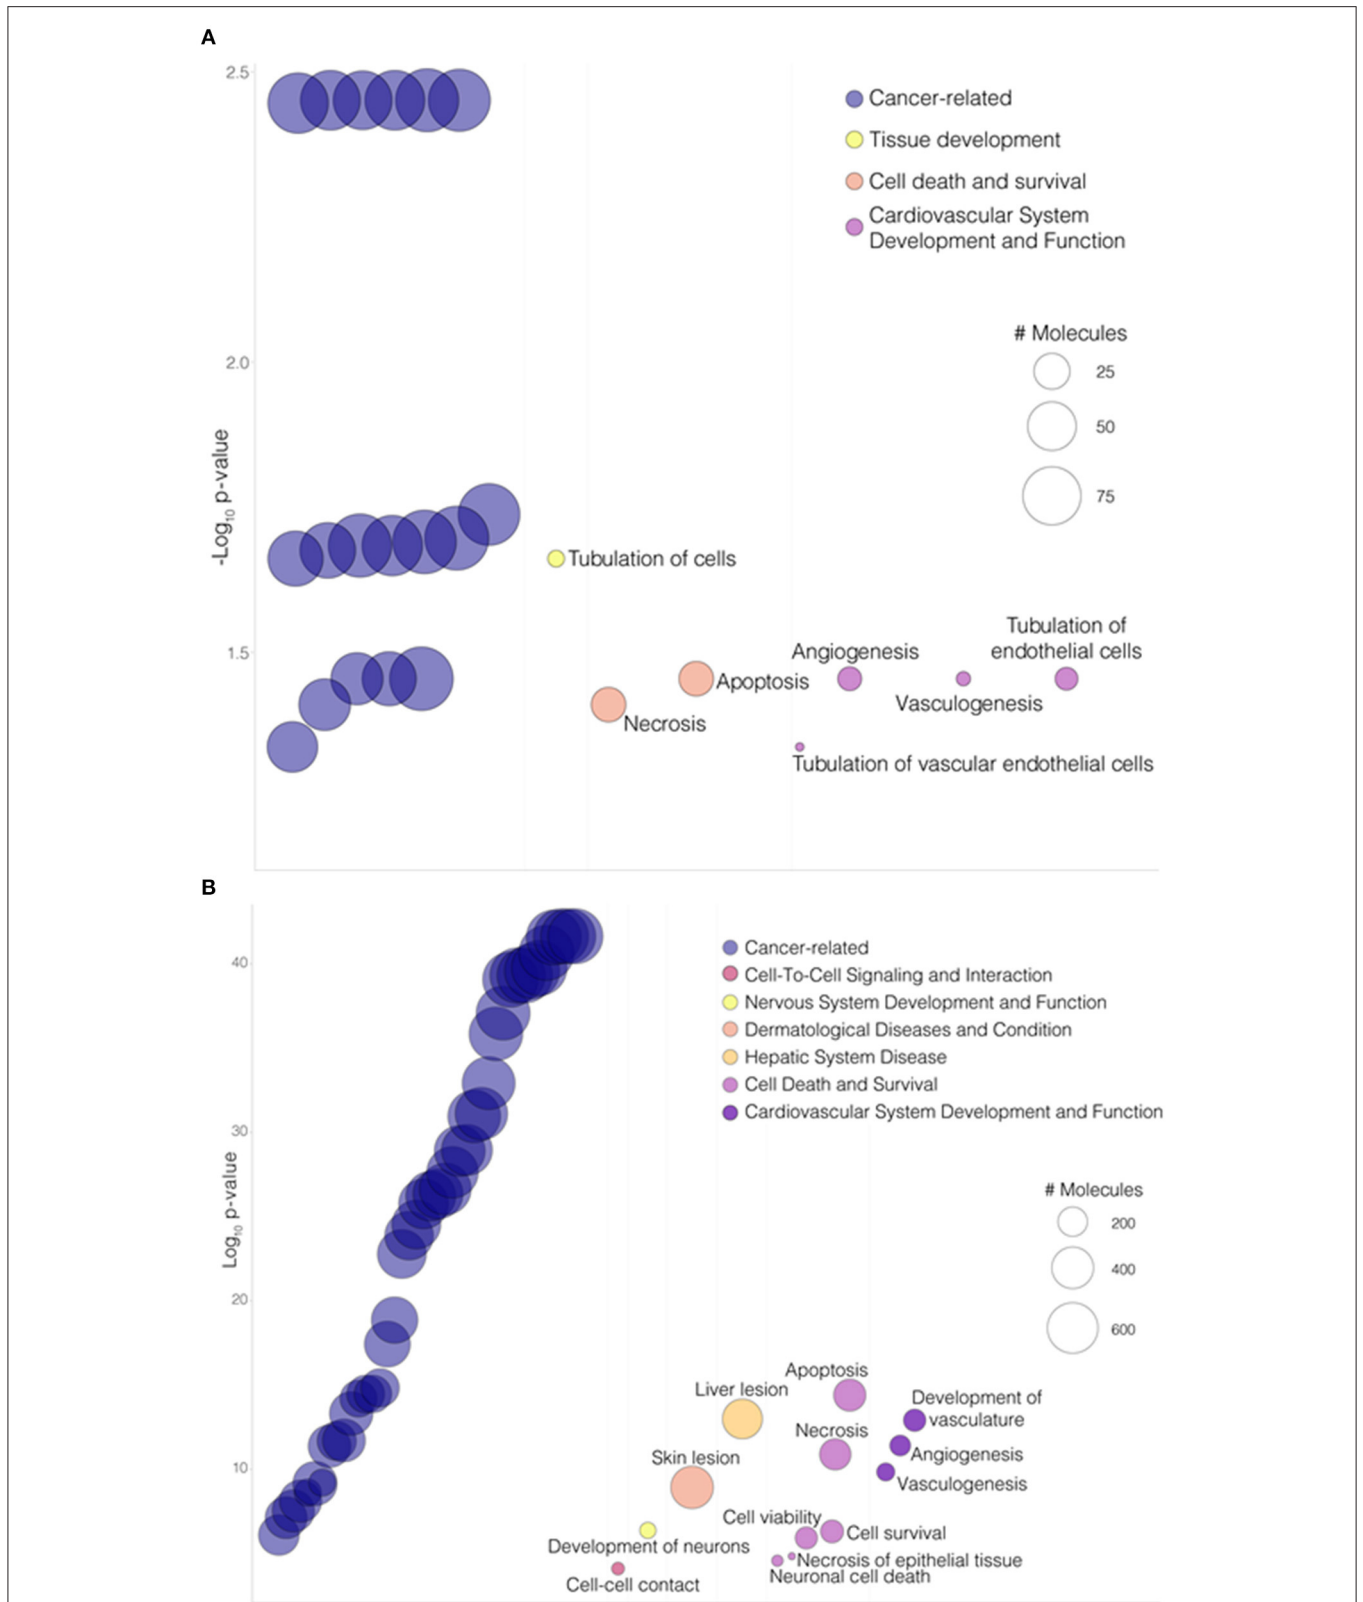 A
2.5
Cancer-related
Tissue development
Cell death and survival
Cardiovascular System
Development and Function
# Molecules
25
2.0
50
75
-Log10 p-value
Tubulation of cells
Tubulation of
endothelial cells
1.5
Angiogenesis
Apoptosis
Vasculogenesis
Necrosis
Tubulation of vascular endothelial cells
B
40
Cancer-related
Cell-To-Cell Signaling and Interaction
Nervous System Development and Function
Dermatological Diseases and Condition
Hepatic System Disease
Cell Death and Survival
Cardiovascular System Development and Function
30
Log10 p-value
# Molecules
200
400
20
600
Apoptosis
Liver lesion
Development of
vasculature
Necrosis
Angiogenesis
Skin lesion
10
Vasculogenesis
Cell viability
Cell survival
Development of neurons
Necrosis of epithelial tissue
Neuronal cell death
Cell-cell contact